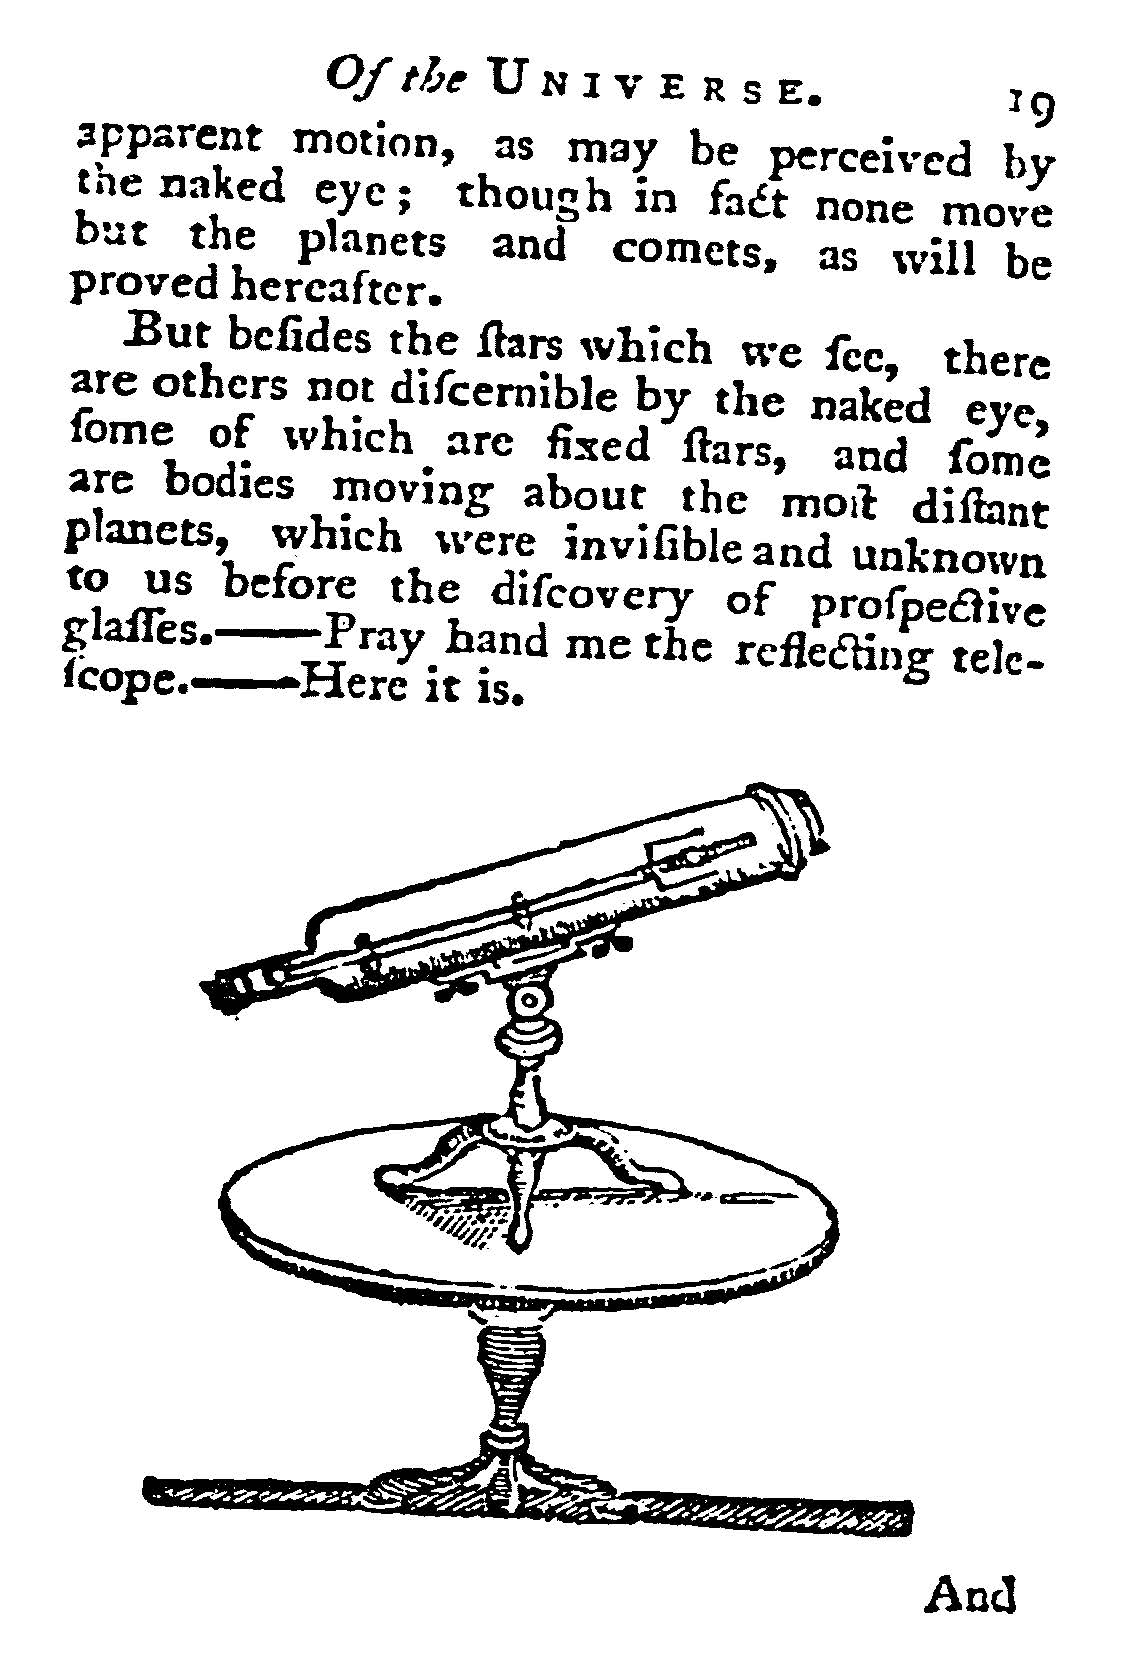 Of the UNIVERSE. 19
apparent motion, as may be perceived by
the naked eye; though in fact none move
but the planets and comets, as will be
proved hereafter.
But beſides the ſtars which we ſee, there
are others not diſcernible by the naked eye,
ſome of which are fixed ſtars, and ſome
are bodies moving about the moſt diſtant
planets, which were inviſible and unknown
to us before the diſcovery of proſpective
glaſſes.——Pray hand me the reflecting tele-
ſcope.——Here it is.
And